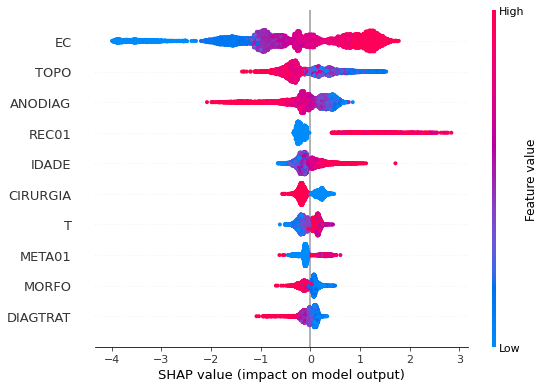 High
EC
TOPO
ANODIAG
REC01
IDADE
CIRURGIA
T
META01
MORFO
DIAGTRAT
Feature value
Low
−4 −3 −2 −1 0 1 2 3
SHAP value (impact on model output)